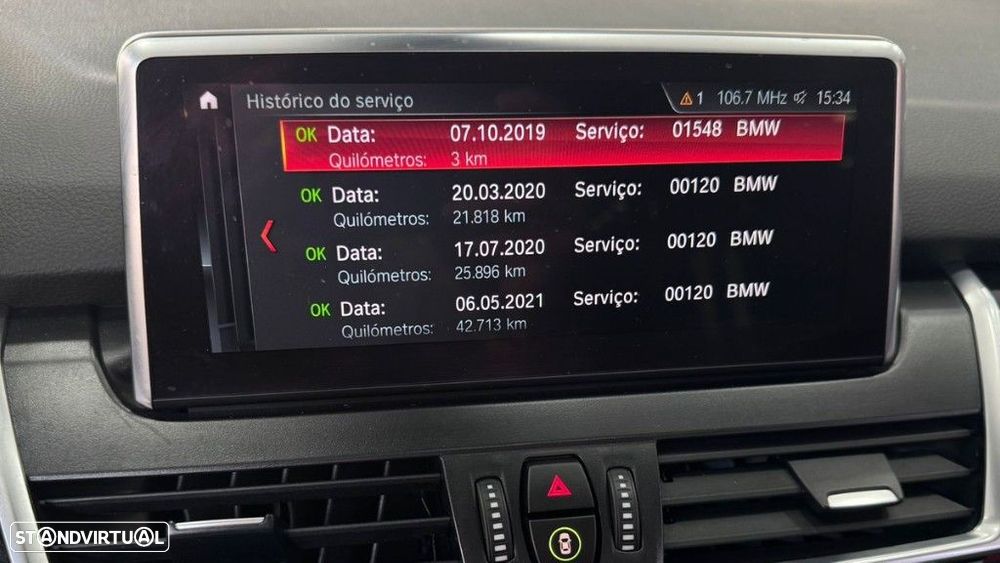 Histórico do serviço 1 106.7 MHz 15:34
OK Data: 07.10.2019 Serviço: 01548 BMW
Quilómetros: 3 km
OK Data: 20.03.2020 Serviço: 00120 BMW
Quilómetros: 21.818 km
OK Data: 17.07.2020 Serviço: 00120 BMW
Quilómetros: 25.896 km
OK Data: 06.05.2021 Serviço: 00120 BMW
Quilómetros: 42.713 km
STANDVIRTUAL